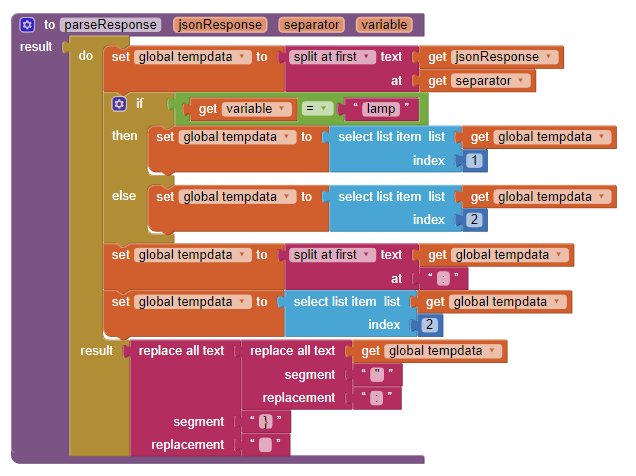 to parseResponse jsonResponse separator variable
result
do set global tempdata to split at first text get jsonResponse
at get separator
if get variable = “ lamp ”
then set global tempdata to select list item list get global tempdata
index 1
else set global tempdata to select list item list get global tempdata
index 2
set global tempdata to split at first text get global tempdata
at “ : ”
set global tempdata to select list item list get global tempdata
index 2
result replace all text replace all text get global tempdata
segment “ " ”
replacement “ : ”
segment “ } ”
replacement “ ”